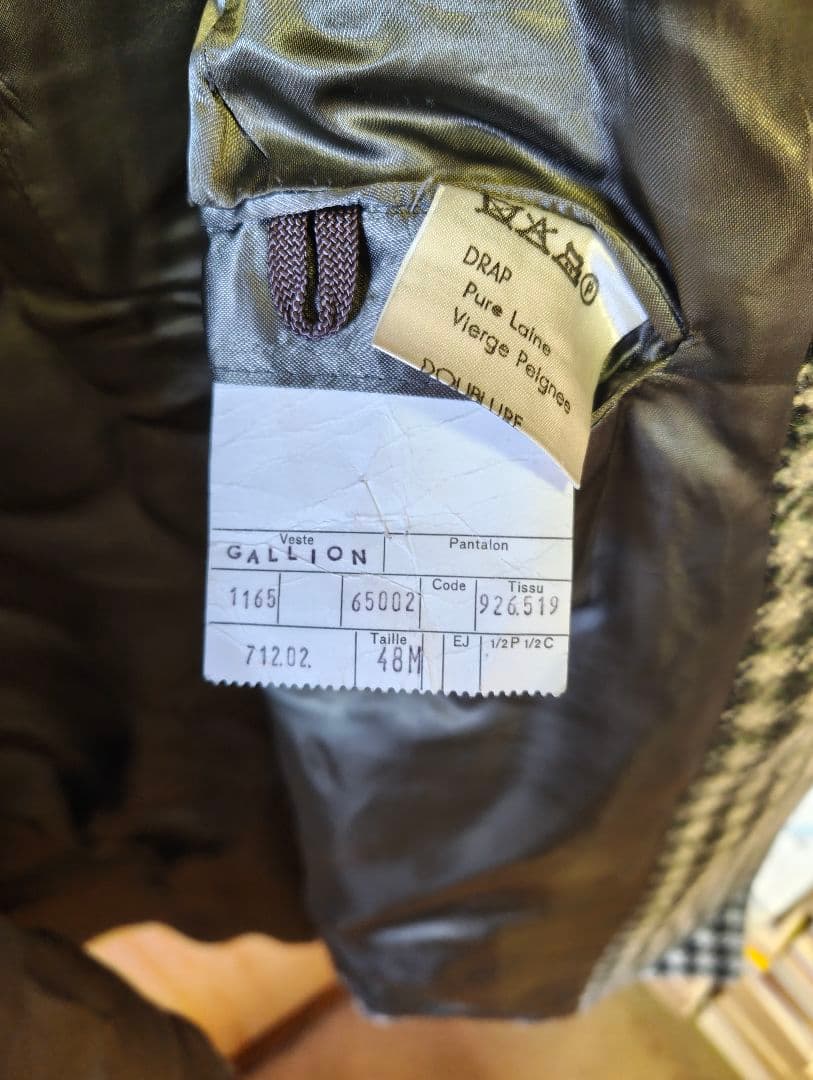 DRAP
Pure Laine
Vierge Peignes
DOUBLURE
Veste Pantalon
GALLION
Code Tissu
1165 65002 926.519
Taille EJ 1/2P 1/2C
712.02. 48M